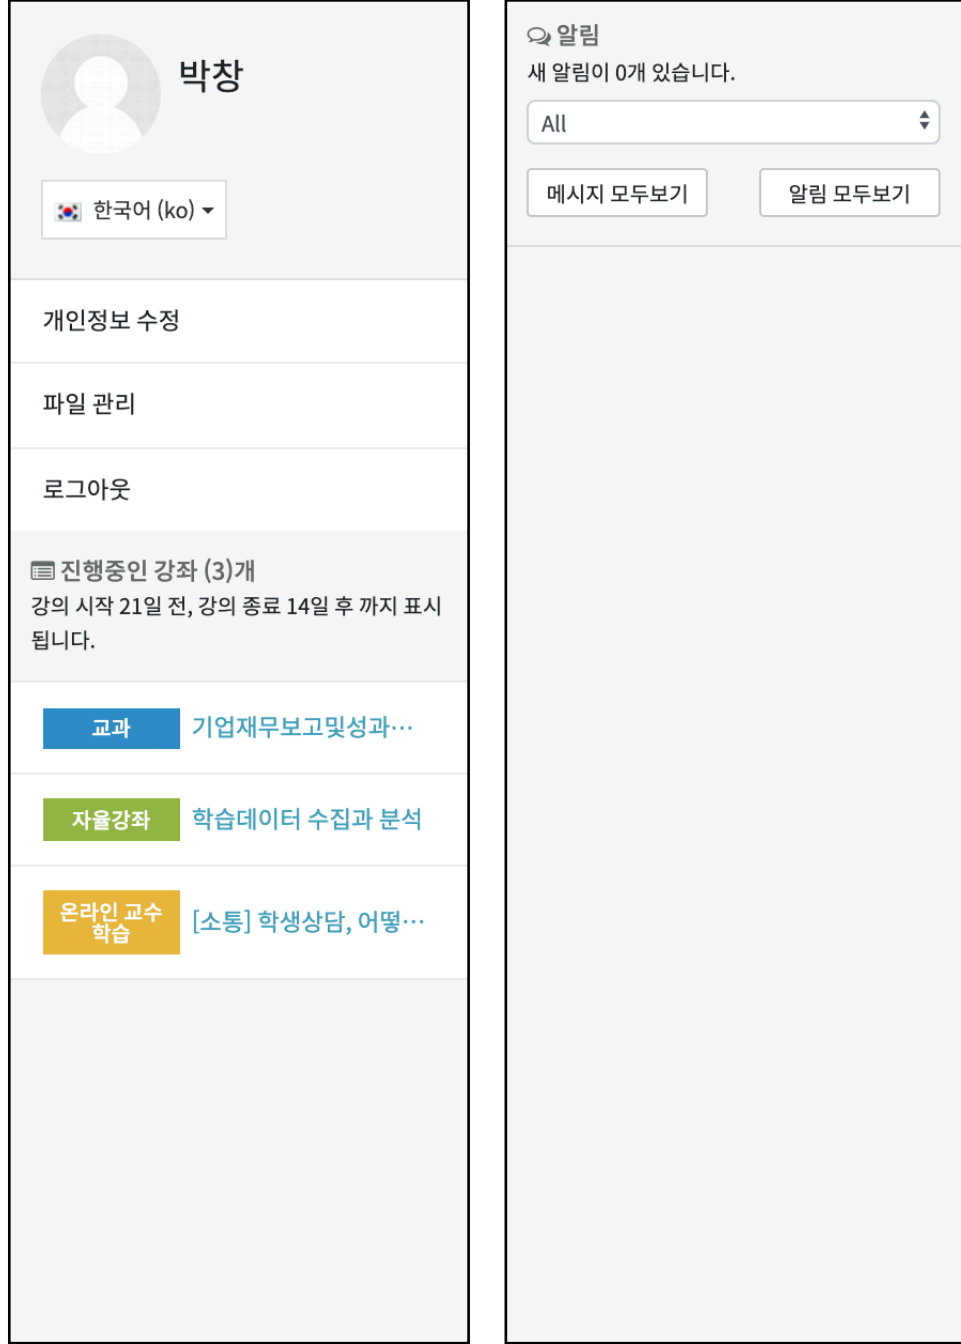 박창
한국어 (ko)
개인정보 수정
파일 관리
로그아웃
진행중인 강좌 (3)개
강의 시작 21일 전, 강의 종료 14일 후 까지 표시
됩니다.
교과 기업재무보고및성과…
자율강좌 학습데이터 수집과 분석
온라인 교수
학습
[소통] 학생상담, 어떻…
알림
새 알림이 0개 있습니다.
All
메시지 모두보기 알림 모두보기